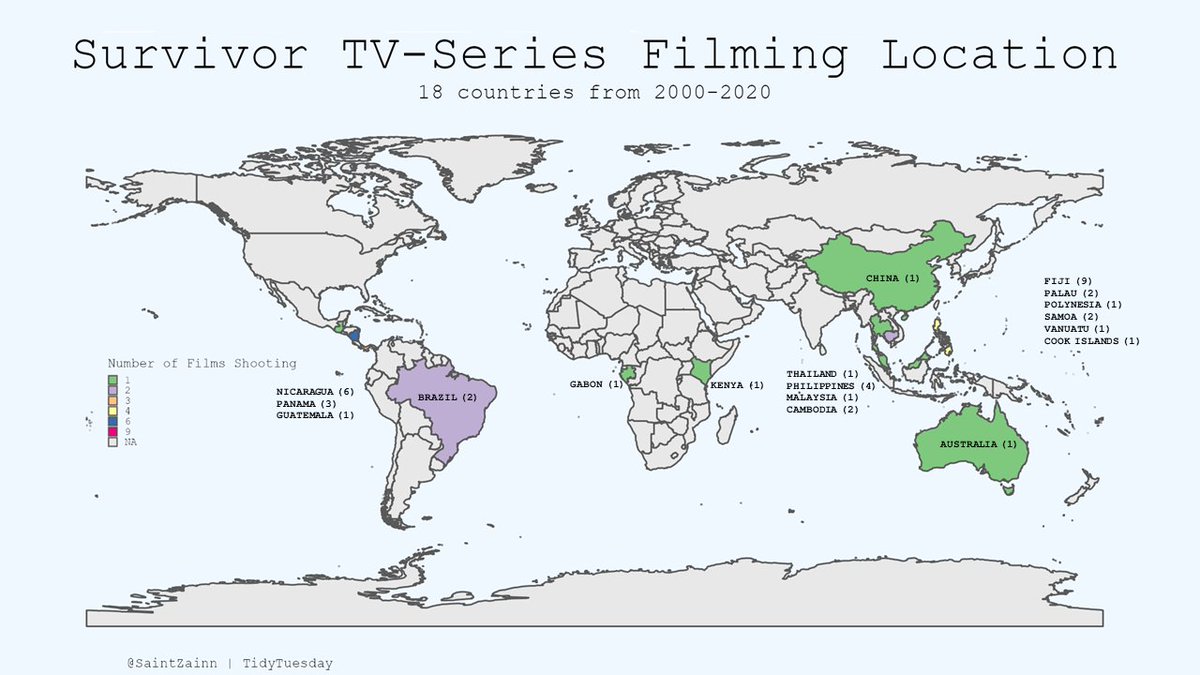 Survivor TV-Series Filming Location
18 countries from 2000-2020
CHINA (1)
FIJI (9)
PALAU (2)
POLYNESIA (1)
SAMOA (2)
VANUATU (1)
COOK ISLANDS (1)
Number of Films Shooting
1
2
3
4
6
9
NA
NICARAGUA (6)
PANAMA (3)
GUATEMALA (1)
BRAZIL (2)
GABON (1)
KENYA (1)
THAILAND (1)
PHILIPPINES (4)
MALAYSIA (1)
CAMBODIA (2)
AUSTRALIA (1)
@SaintZainn | TidyTuesday